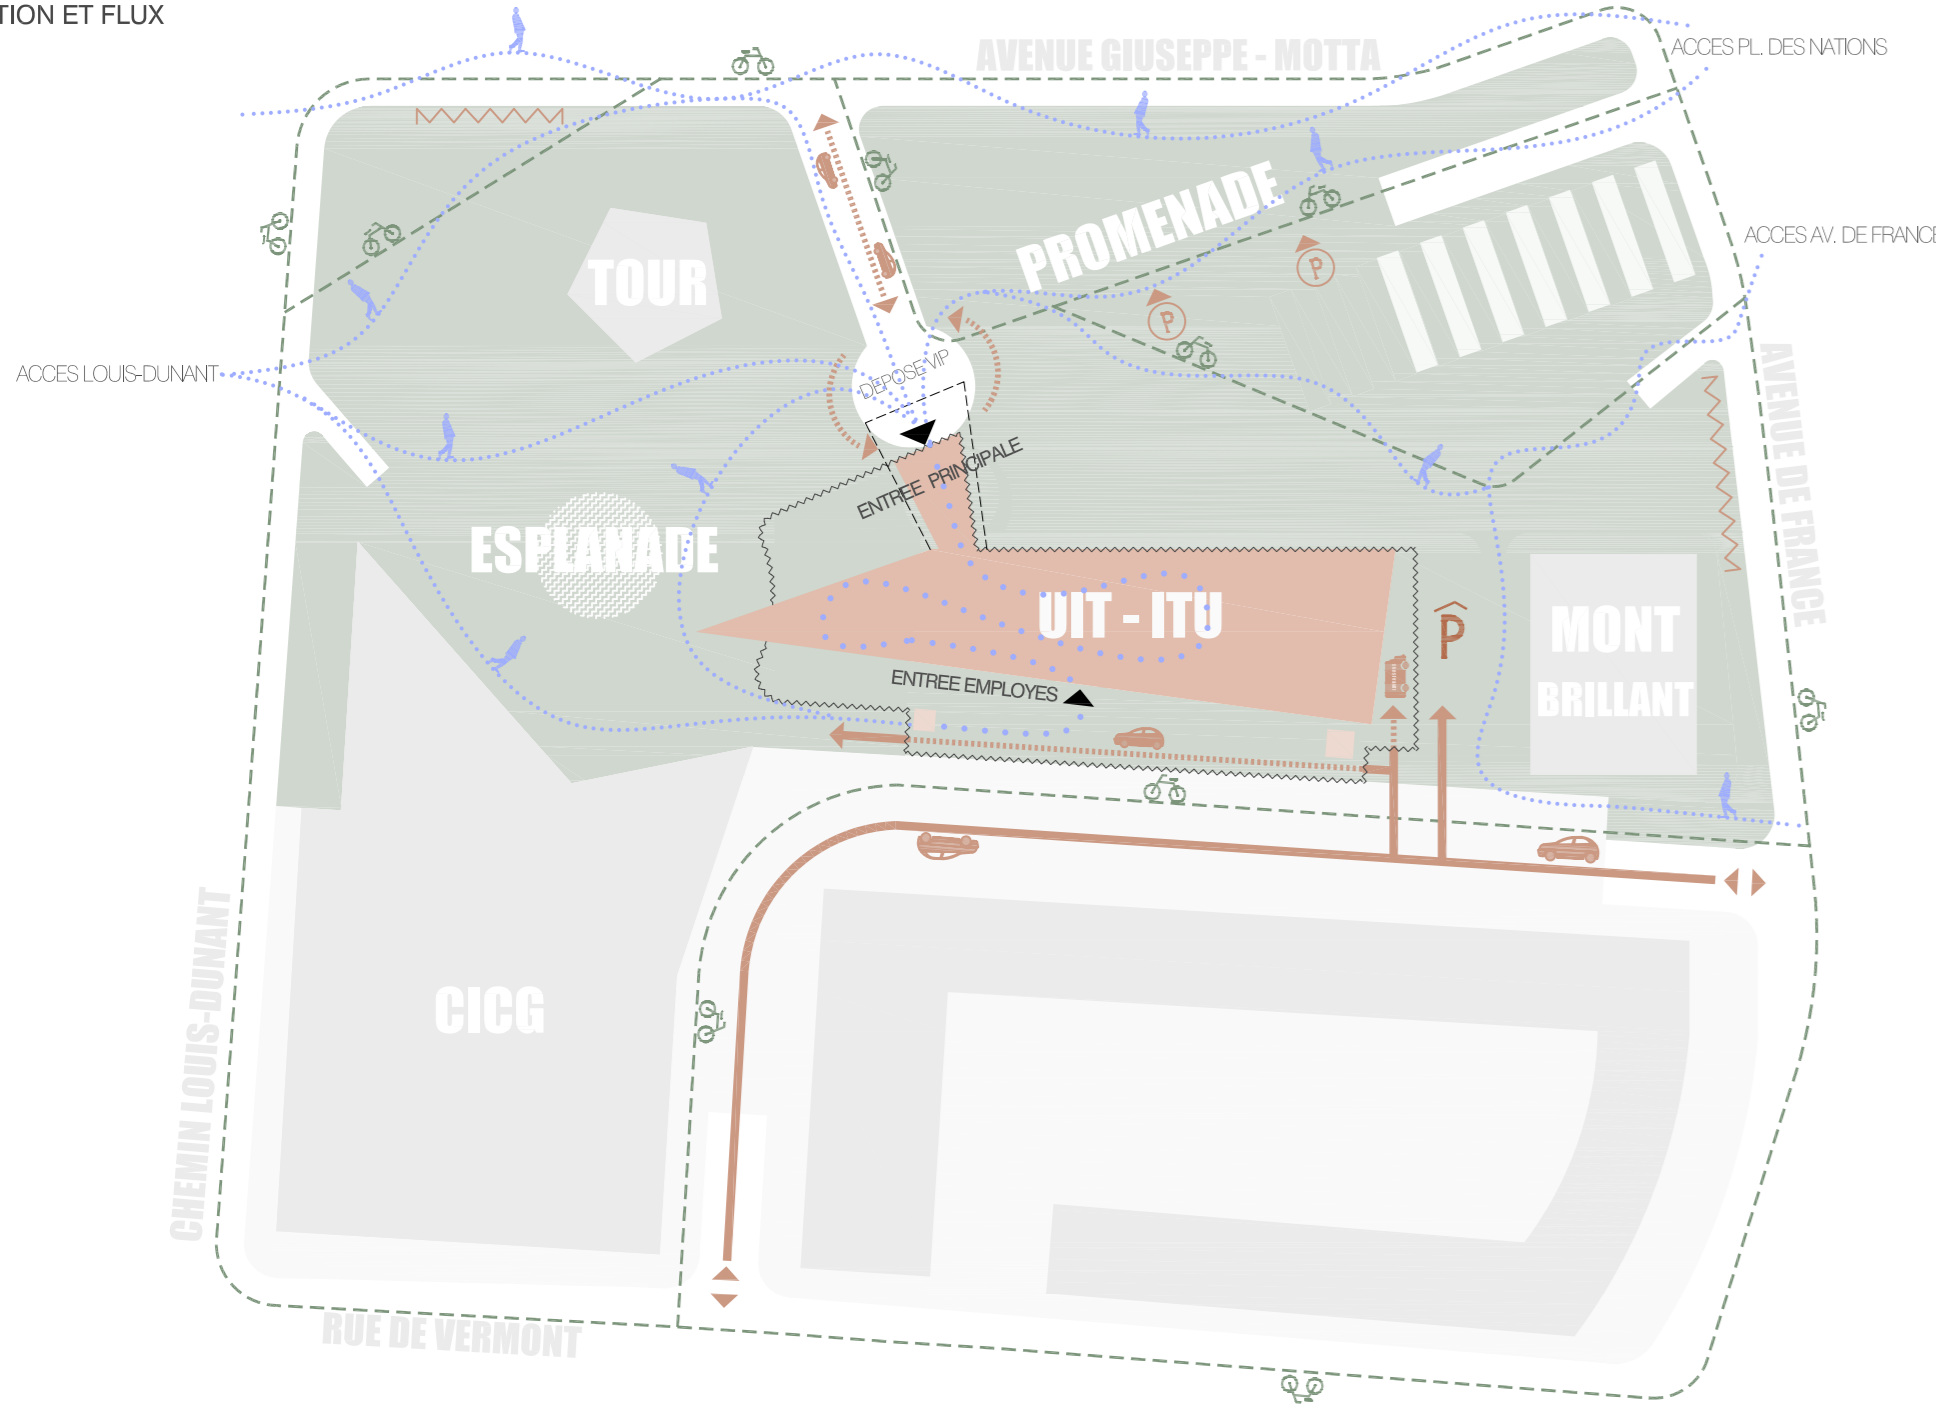 TION ET FLUX
AVENUE GIUSEPPE - MOTTA
ACCES PL. DES NATIONS
PROMENADE
ACCES AV. DE FRANCE
TOUR
P
P
ACCES LOUIS-DUNANT
DEPOSE VIP
AVENUE DE FRANCE
ENTREE PRINCIPALE
ESPLANADE
UIT - ITU
P
MONT
BRILLANT
ENTREE EMPLOYES
CHEMIN LOUIS-DUNANT
CICG
RUE DE VERMONT